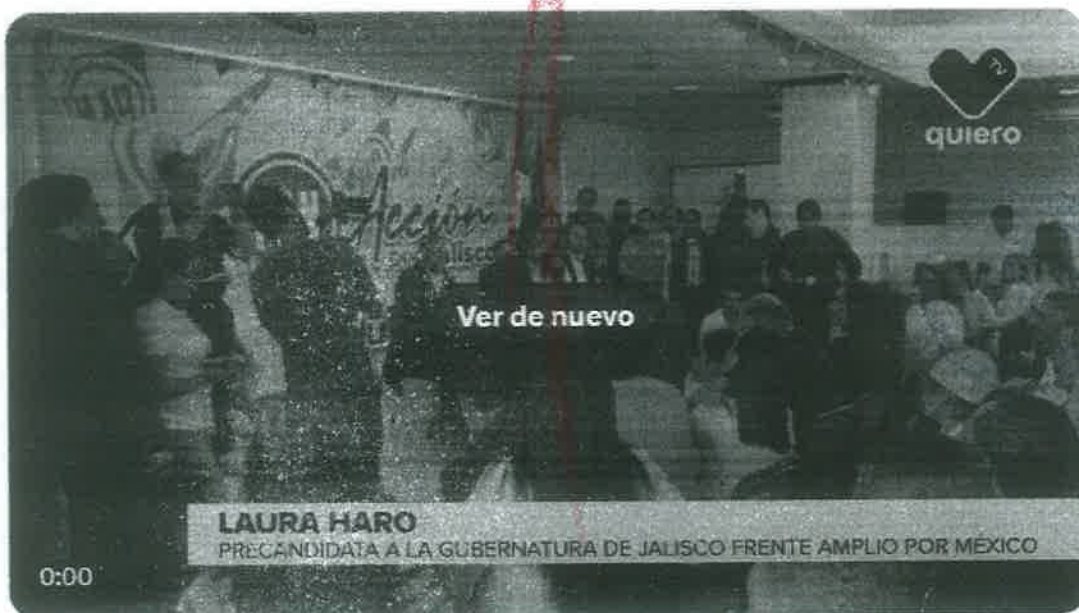 TV
quiero
Acción
Jalisco
Ver de nuevo
LAURA HARO
PRECANDIDATA A LA GUBERNATURA DE JALISCO FRENTE AMPLIO POR MÉXICO
0:00